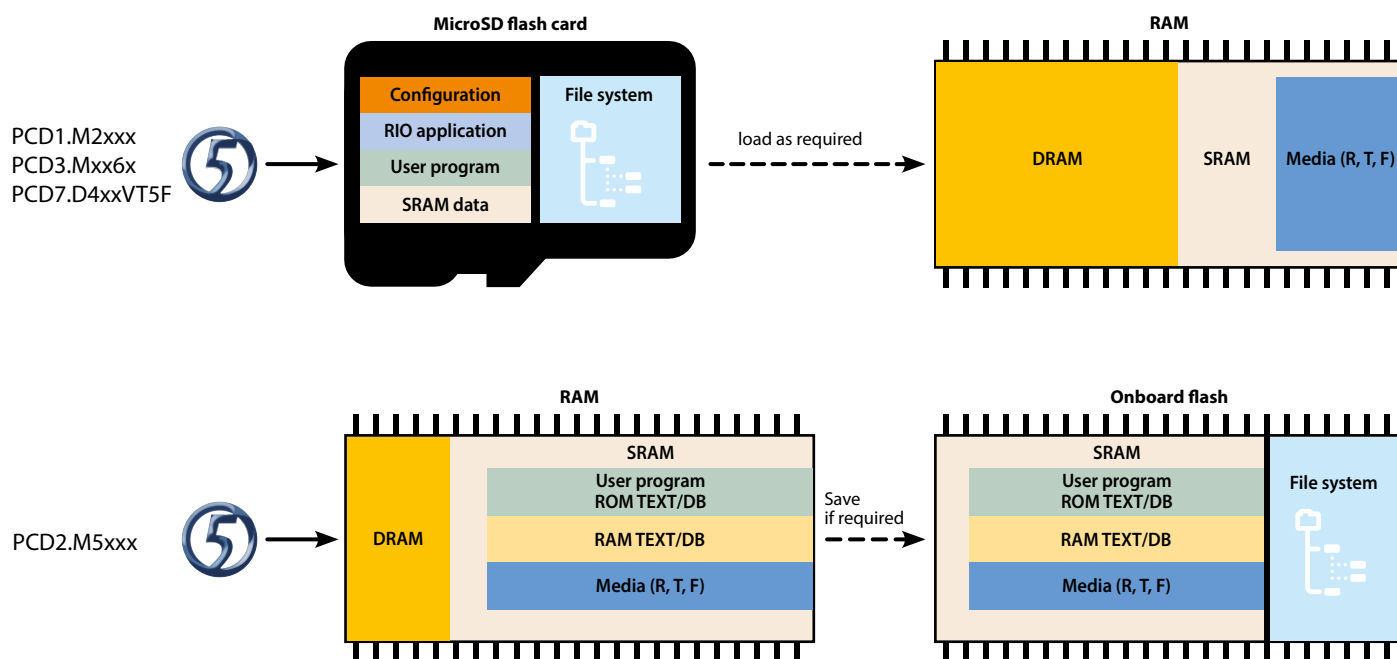 MicroSD flash card
RAM
PCD1.M2xxx
PCD3.Mxx6x
PCD7.D4xxVT5F
5
Configuration
RIO application
User program
SRAM data
File system
load as required
DRAM
SRAM
Media (R, T, F)
RAM
Onboard flash
PCD2.M5xxx
5
DRAM
SRAM
User program
ROM TEXT/DB
RAM TEXT/DB
Media (R, T, F)
Save
if required
SRAM
User program
ROM TEXT/DB
RAM TEXT/DB
Media (R, T, F)
File system